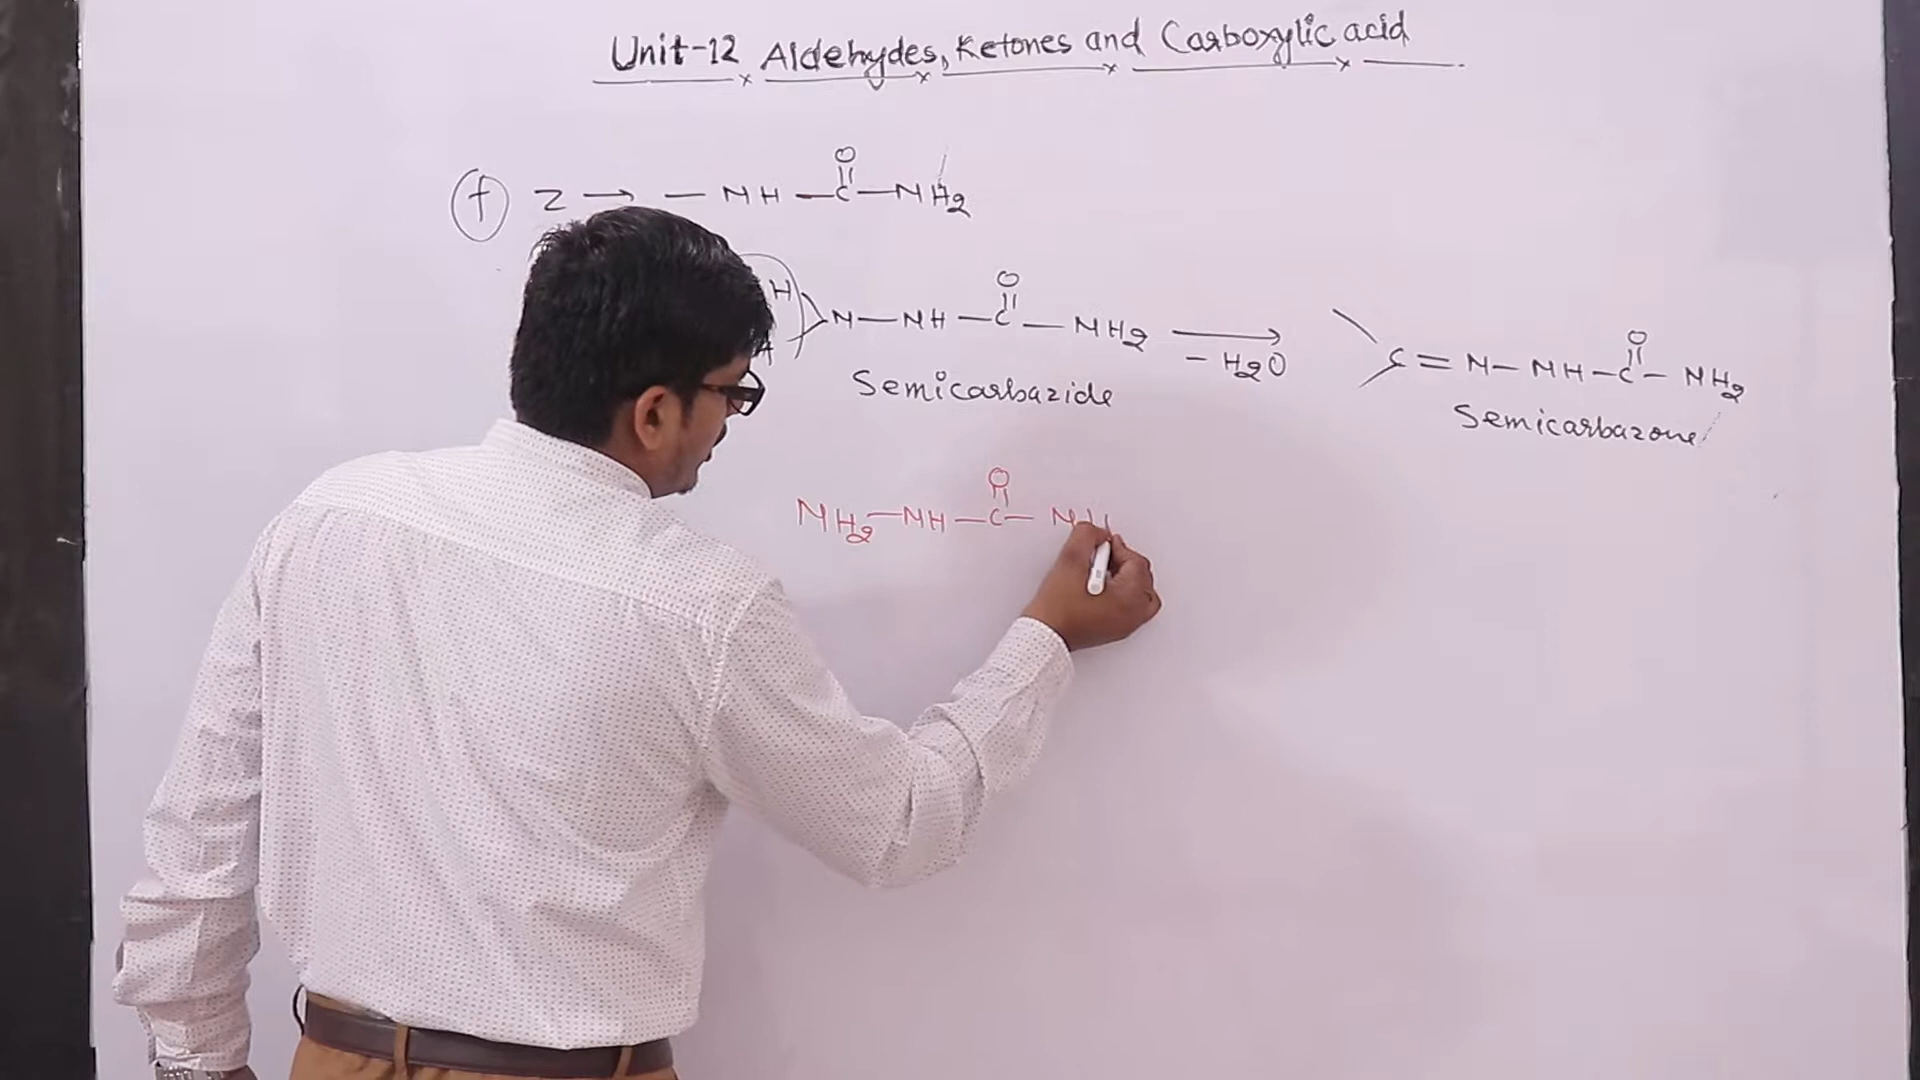 Unit-12 Aldehydes, Ketones and Carboxylic acid
(f) Z → — NH — C — NH2
O
H
N — NH — C — NH2 → C = N — NH — C — NH2
O
O
- H2O
Semicarbazide
Semicarbazone
NH2 — NH — C — NH
O